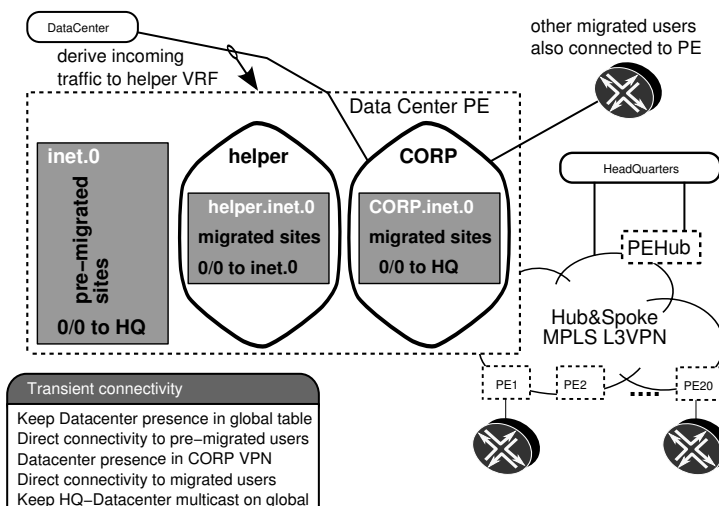 DataCenter
derive incoming
traffic to helper VRF
other migrated users
also connected to PE
Data Center PE
inet.0
pre−migrated
sites
0/0 to HQ
helper
helper.inet.0
migrated sites
0/0 to inet.0
CORP
CORP.inet.0
migrated sites
0/0 to HQ
HeadQuarters
PEHub
Hub&Spoke
MPLS L3VPN
PE1
PE2
....
PE20
Transient connectivity
Keep Datacenter presence in global table
Direct connectivity to pre−migrated users
Datacenter presence in CORP VPN
Direct connectivity to migrated users
Keep HQ−Datacenter multicast on global